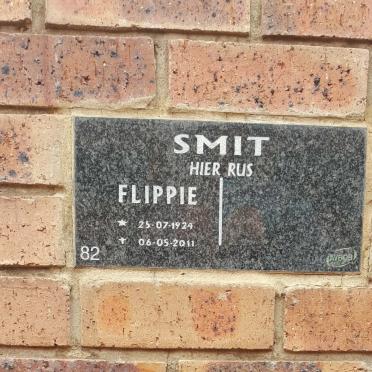 SMIT
HIER RUS
FLIPPIE
★ 25-07-1924
✝ 06-05-2011
82